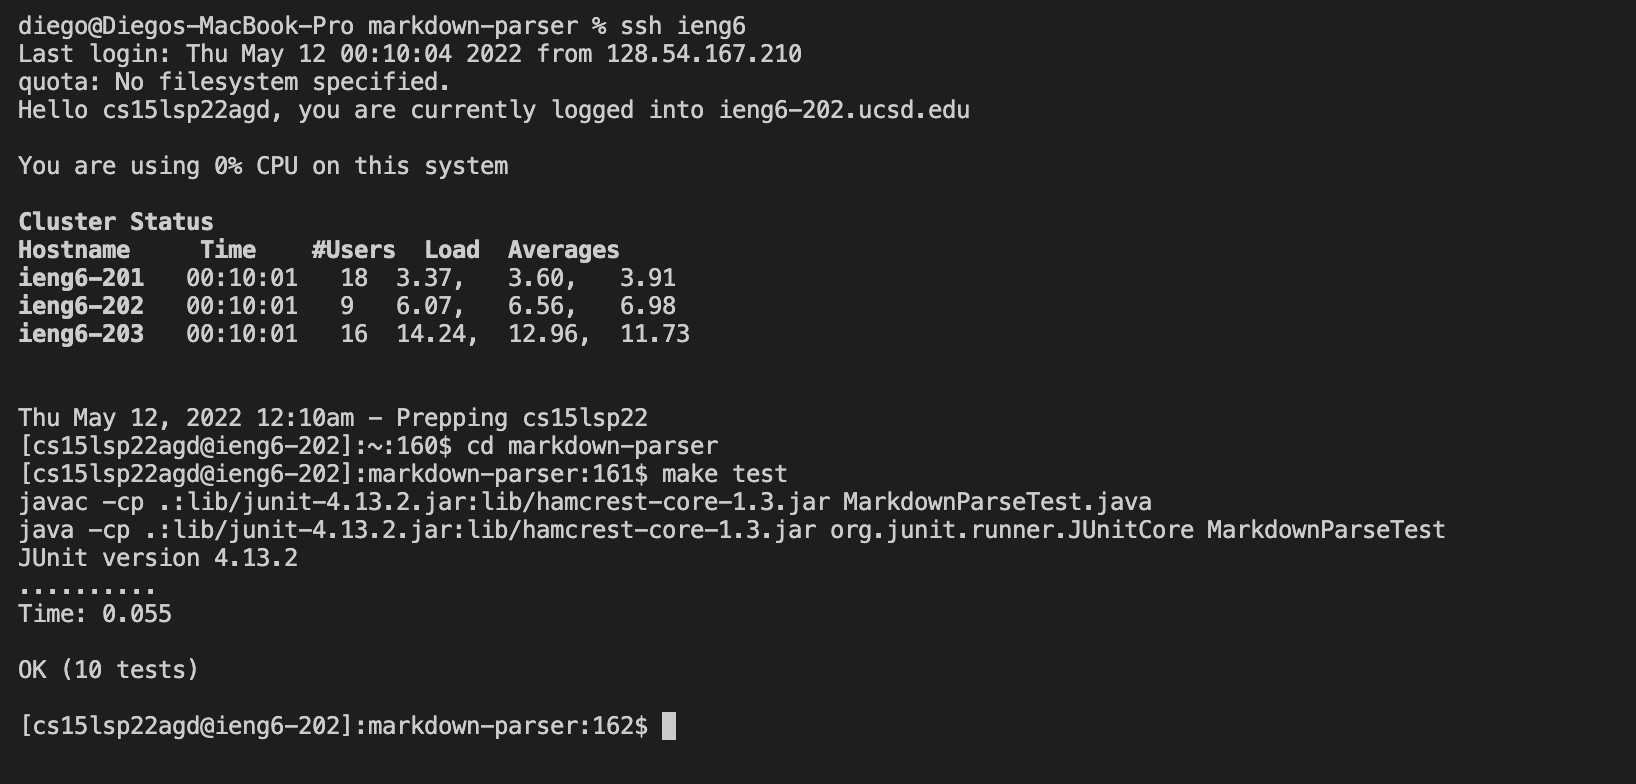 diego@Diegos-MacBook-Pro markdown-parser % ssh ieng6
Last login: Thu May 12 00:10:04 2022 from 128.54.167.210
quota: No filesystem specified.
Hello cs15lsp22agd, you are currently logged into ieng6-202.ucsd.edu
You are using 0% CPU on this system
Cluster Status
Hostname     Time    #Users  Load  Averages
ieng6-201   00:10:01   18  3.37,   3.60,   3.91
ieng6-202   00:10:01   9   6.07,   6.56,   6.98
ieng6-203   00:10:01   16  14.24,  12.96,  11.73
Thu May 12, 2022 12:10am - Prepping cs15lsp22
[cs15lsp22agd@ieng6-202]:~:160$ cd markdown-parser
[cs15lsp22agd@ieng6-202]:markdown-parser:161$ make test
javac -cp .:lib/junit-4.13.2.jar:lib/hamcrest-core-1.3.jar MarkdownParseTest.java
java -cp .:lib/junit-4.13.2.jar:lib/hamcrest-core-1.3.jar org.junit.runner.JUnitCore MarkdownParseTest
JUnit version 4.13.2
..........
Time: 0.055
OK (10 tests)
[cs15lsp22agd@ieng6-202]:markdown-parser:162$